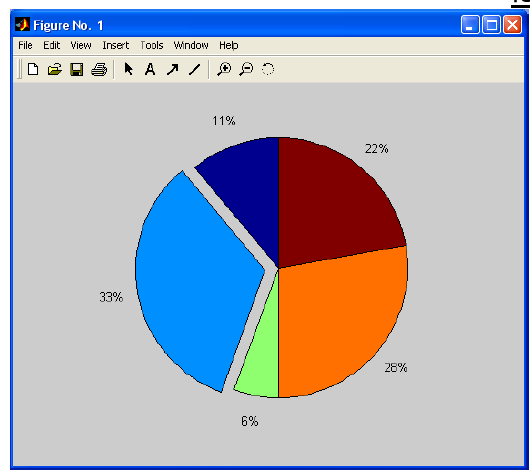 Figure No. 1
File Edit View Insert Tools Window Help
A
11%
22%
33%
28%
6%